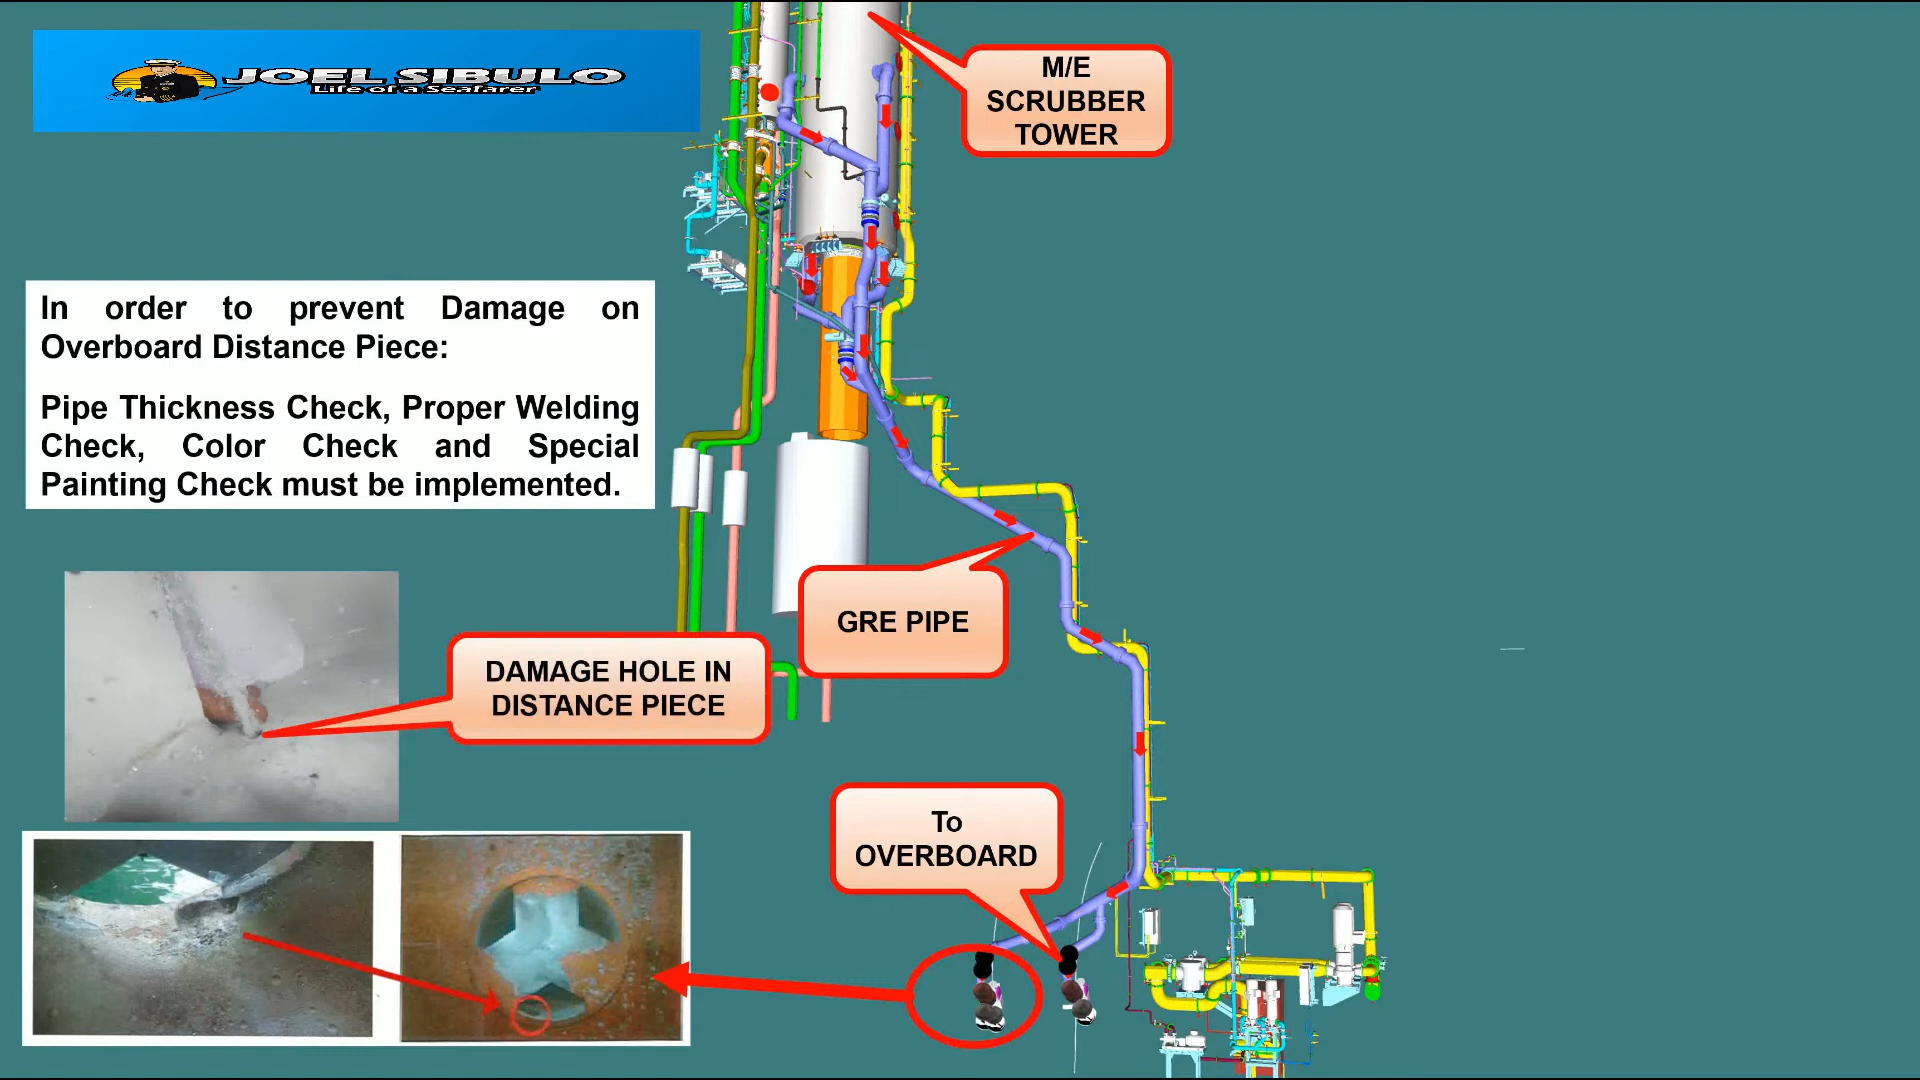 JOEL SIBULO
Life of a Seafarer
M/E
SCRUBBER
TOWER
In order to prevent Damage on
Overboard Distance Piece:
Pipe Thickness Check, Proper Welding
Check, Color Check and Special
Painting Check must be implemented.
GRE PIPE
DAMAGE HOLE IN
DISTANCE PIECE
To
OVERBOARD